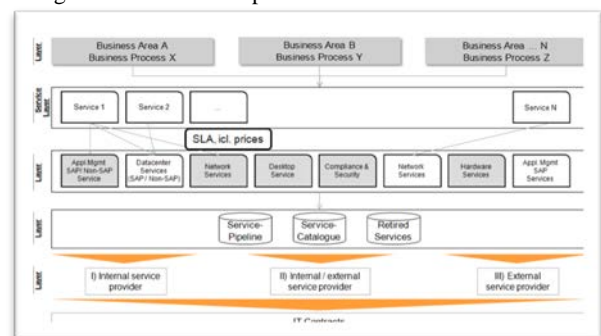 Business Area A
Business Process X
Business Area B
Business Process Y
Business Area ... N
Business Process Z
Layer
Service
Layer
Service 1
Service 2
...
Service N
SLA, icl. prices
Layer
Appl.Mgmt
SAP/ Non-SAP
Service
Datacenter
Services
(SAP / Non-SAP)
Network
Services
Desktop
Service
Compliance &
Security
Network
Services
Hardware
Services
Appl. Mgmt
SAP
Services
Layer
Service-
Pipeline
Service-
Catalogue
Retired
Services
Layer
I) Internal service
provider
II) Internal / external
service provider
III) External
service provider
IT Contracts